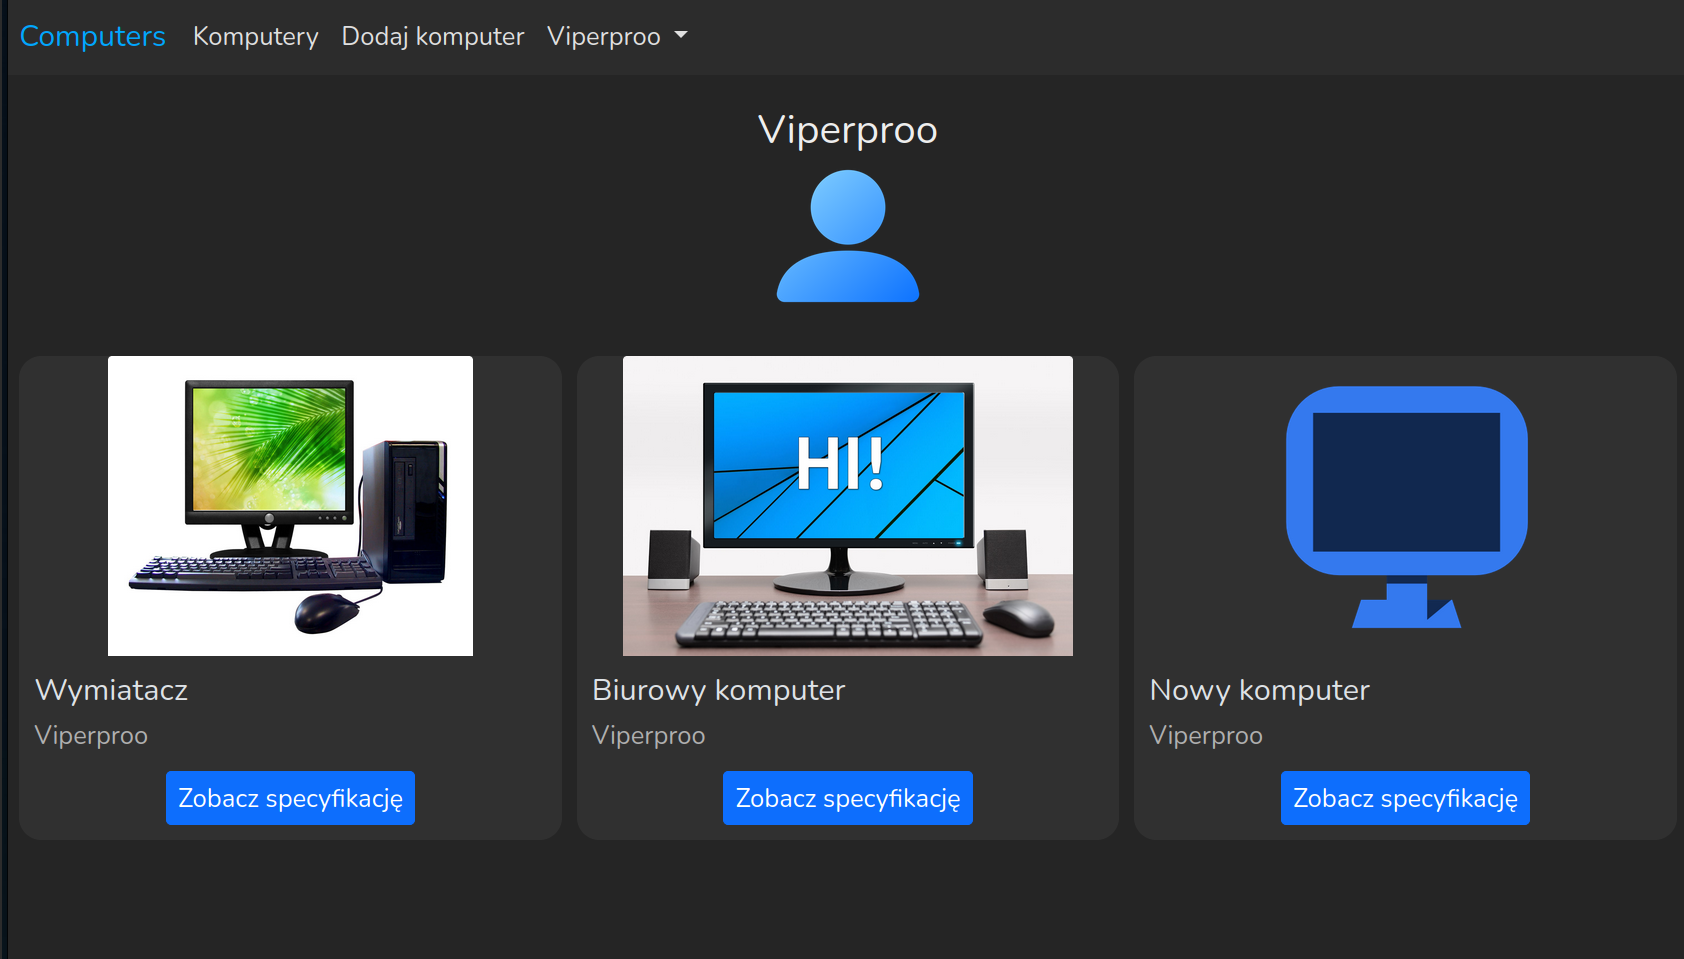 Computers Komputery Dodaj komputer Viperproo
Viperproo
HI!
Wymiatacz
Viperproo
Zobacz specyfikację
Biurowy komputer
Viperproo
Zobacz specyfikację
Nowy komputer
Viperproo
Zobacz specyfikację